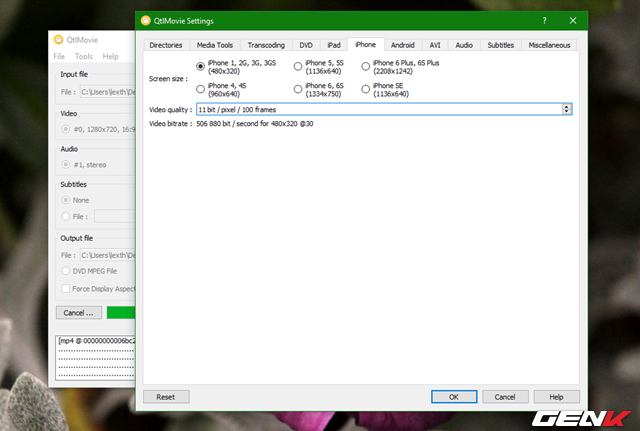 QtlMovie
File Tools Help
Input file
File : C:\Users\lexth\De
Video
#0, 1280x720, 16:9
Audio
#1, stereo
Subtitles
None
File :
Output file
File : C:\Users\lexth\De
DVD MPEG File
Force Display Aspect
Cancel ...
[mp4 @ 00000000006bc2
QtlMovie Settings
Directories Media Tools Transcoding DVD iPad iPhone Android AVI Audio Subtitles Miscellaneous
Screen size :
iPhone 1, 2G, 3G, 3GS
(480x320)
iPhone 5, 5S
(1136x640)
iPhone 6 Plus, 6S Plus
(2208x1242)
iPhone 4, 4S
(960x640)
iPhone 6, 6S
(1334x750)
iPhone SE
(1136x640)
Video quality : 11 bit / pixel / 100 frames
Video bitrate : 506 880 bit / second for 480x320 @30
Reset OK Cancel Help
GENK